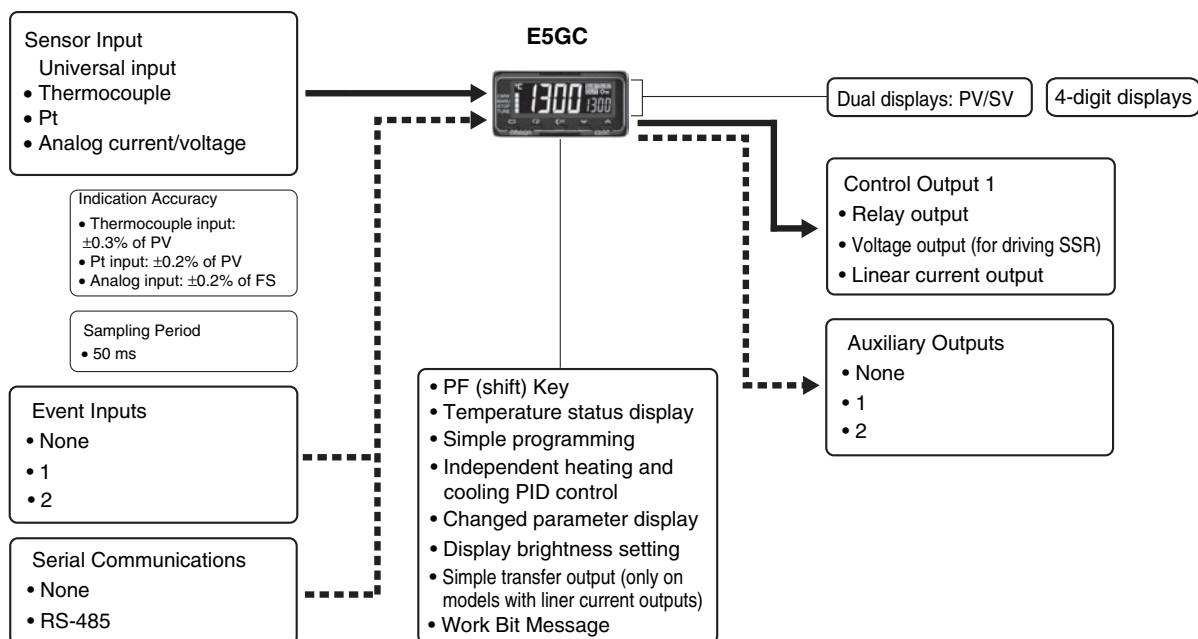 Sensor Input
Universal input
• Thermocouple
• Pt
• Analog current/voltage
Indication Accuracy
• Thermocouple input:
±0.3% of PV
• Pt input: ±0.2% of PV
• Analog input: ±0.2% of FS
Sampling Period
• 50 ms
Event Inputs
• None
• 1
• 2
Serial Communications
• None
• RS-485
E5GC
°C
1300
1300
OMRON
E5GC
• PF (shift) Key
• Temperature status display
• Simple programming
• Independent heating and
cooling PID control
• Changed parameter display
• Display brightness setting
• Simple transfer output (only on
models with liner current outputs)
• Work Bit Message
Dual displays: PV/SV
4-digit displays
Control Output 1
• Relay output
• Voltage output (for driving SSR)
• Linear current output
Auxiliary Outputs
• None
• 1
• 2